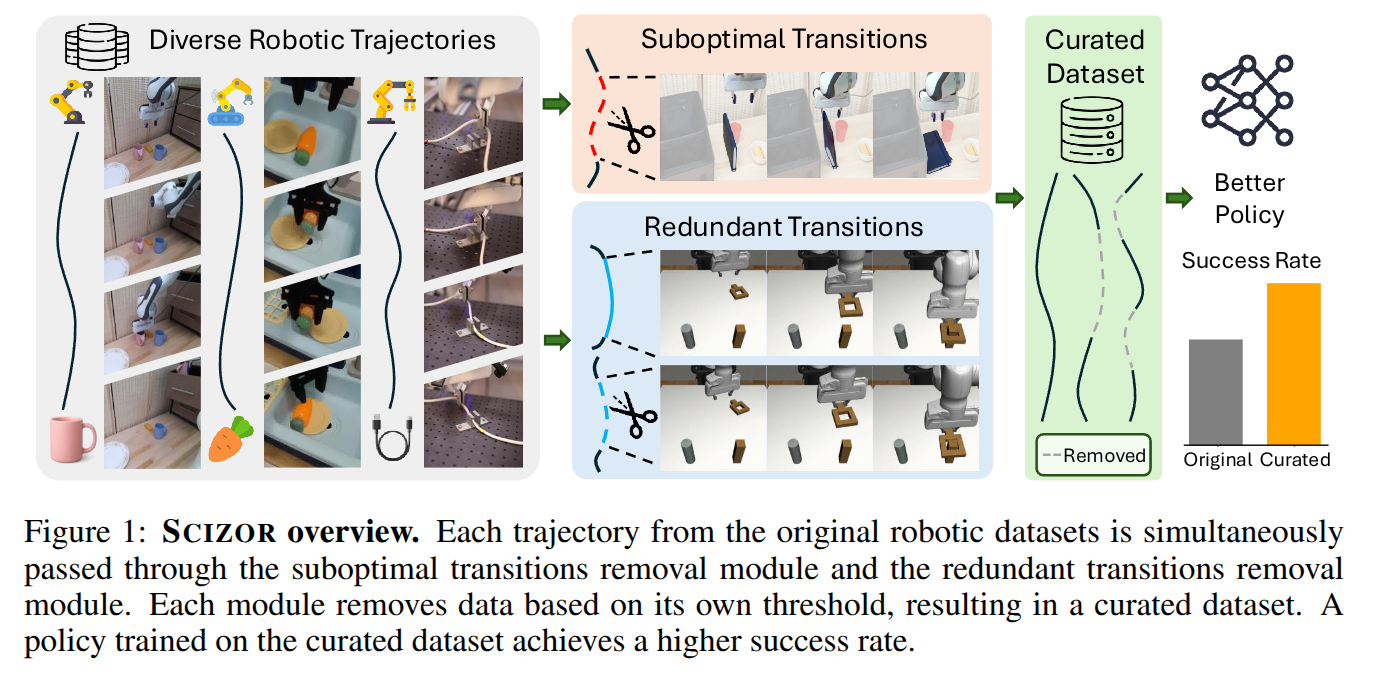 Diverse Robotic Trajectories
Suboptimal Transitions
Redundant Transitions
Curated
Dataset
Removed
Better
Policy
Success Rate
Original Curated
Figure 1: SCIZOR overview. Each trajectory from the original robotic datasets is simultaneously
passed through the suboptimal transitions removal module and the redundant transitions removal
module. Each module removes data based on its own threshold, resulting in a curated dataset. A
policy trained on the curated dataset achieves a higher success rate.